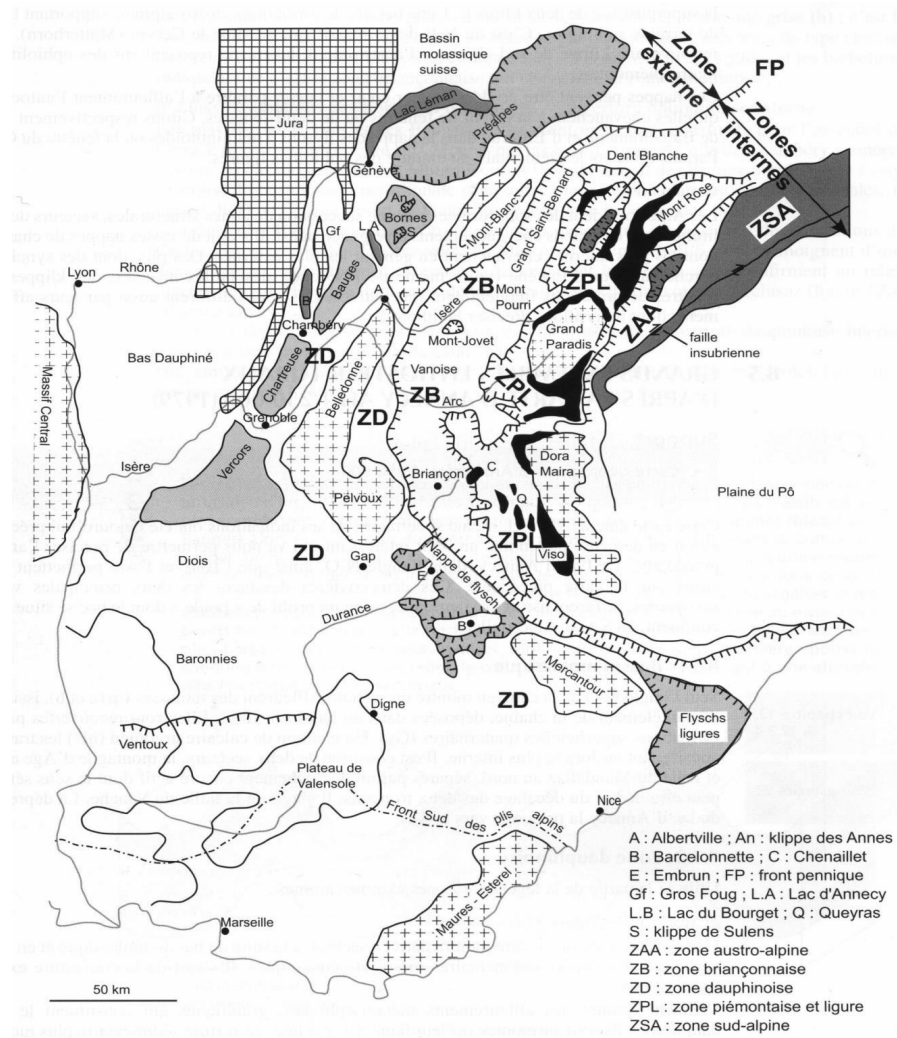 Bassin
molassique
suisse
Zone
externe
FP
Zones
internes
Lac Léman
Préalpes
Jura
Genève
Dent Blanche
Mont Rose
An
Bornes
S
Mont-Blanc
Grand Saint-Bernard
ZSA
Gf
L.A
Lyon
Rhône
Bauges
ZB
Mont
Pourri
ZPL
ZAA
L.B
A
Isère
Chambéry
Mont-Jovet
Grand
Paradis
faille
insubrienne
Bas Dauphiné
ZD
Vanoise
Massif Central
Chartreuse
Belledonne
ZPL
ZB
Arc
Grenoble
ZD
Dora
Maira
Isère
Vercors
Briançon
C
Plaine du Pô
Pelvoux
Q
ZPL
Viso
Diois
ZD
Gap
Nappe de flysch
E
Durance
B
Baronnies
Mercantour
ZD
Digne
Flyschs
ligures
Ventoux
Plateau de
Valensole
Nice
Front Sud des plis alpins
Maures - Esterel
Marseille
50 km
A : Albertville ; An : klippe des Annes
B : Barcelonnette ; C : Chenaillet
E : Embrun ; FP : front pennique
Gf : Gros Foug ; L.A : Lac d'Annecy
L.B : Lac du Bourget ; Q : Queyras
S : klippe de Sulens
ZAA : zone austro-alpine
ZB : zone briançonnaise
ZD : zone dauphinoise
ZPL : zone piémontaise et ligure
ZSA : zone sud-alpine